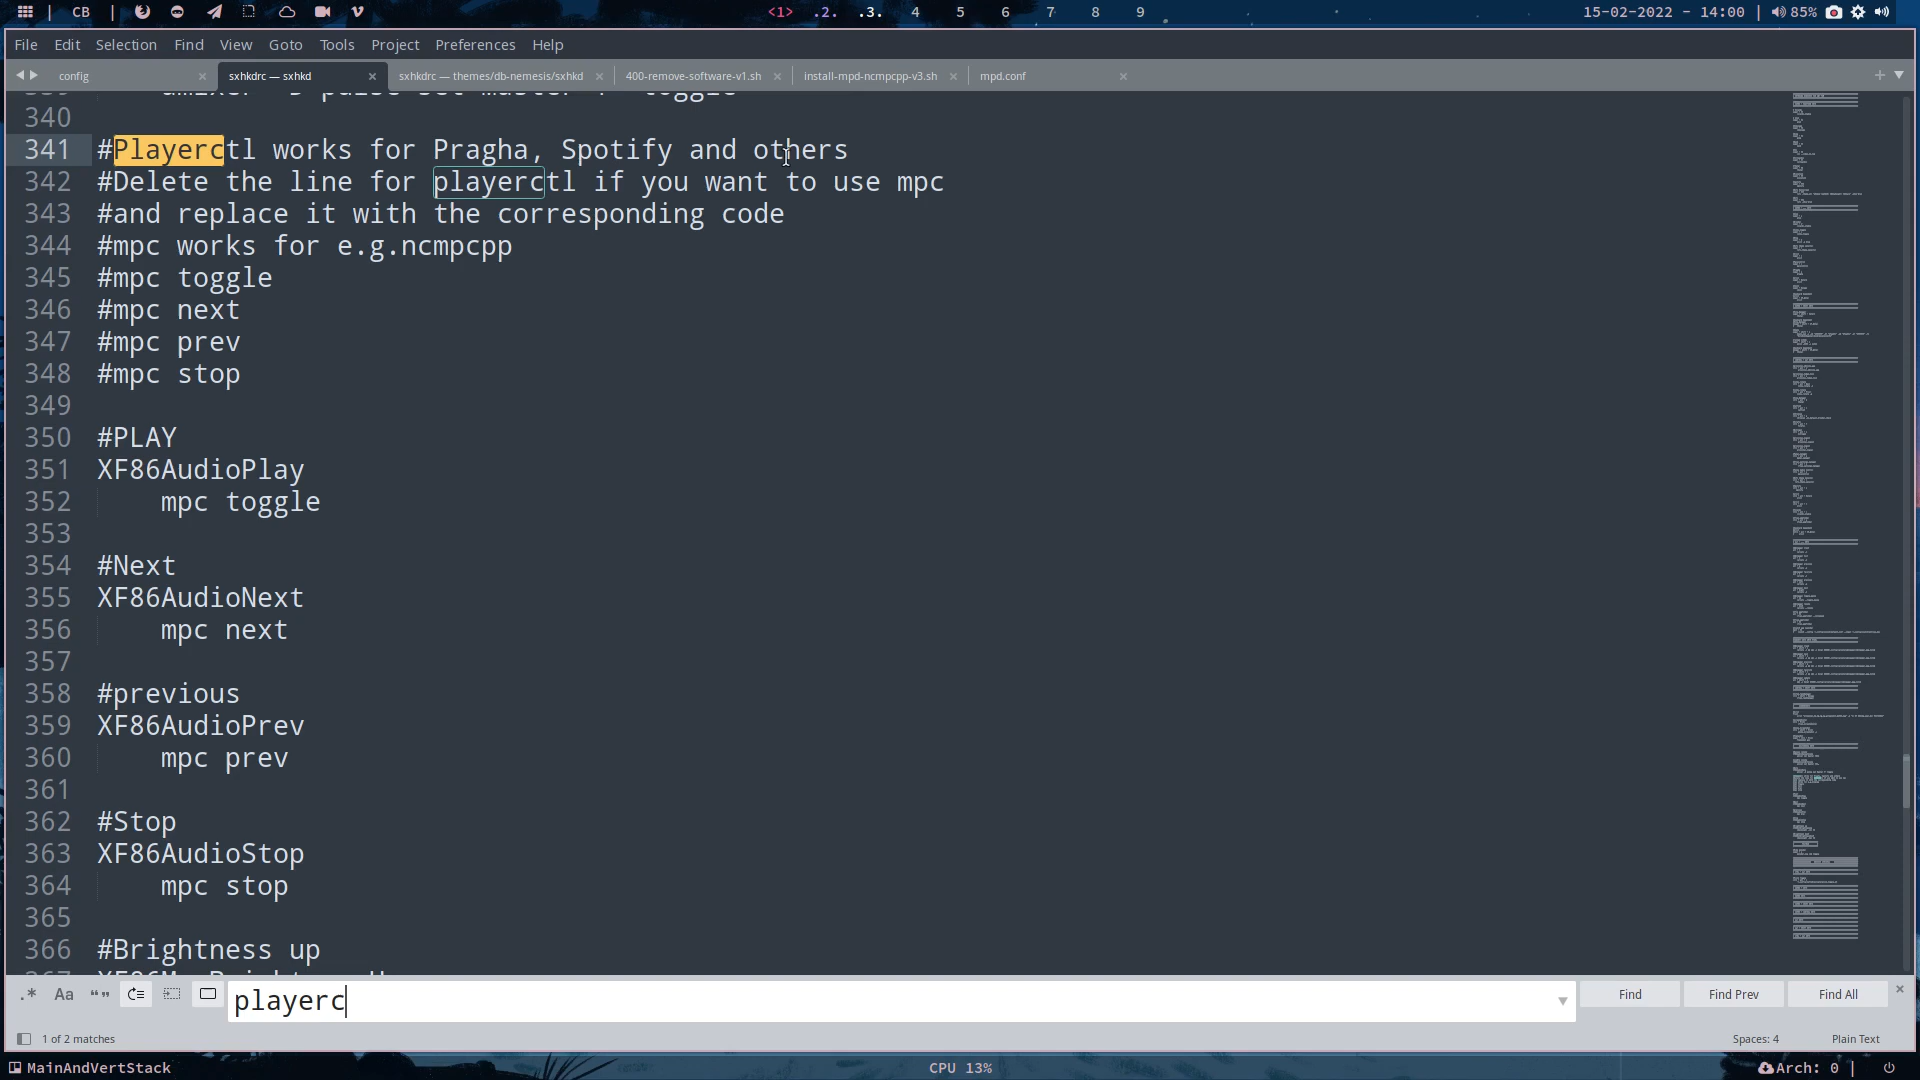 CB <1> .2. .3. 4 5 6 7 8 9 15-02-2022 - 14:00 85%
File Edit Selection Find View Goto Tools Project Preferences Help
config sxhkdrc — sxhkd sxhkdrc — themes/db-nemesis/sxhkd 400-remove-software-v1.sh install-mpd-ncmpcpp-v3.sh mpd.conf
340
341 #Playerctl works for Pragha, Spotify and others
342 #Delete the line for playerctl if you want to use mpc
343 #and replace it with the corresponding code
344 #mpc works for e.g.ncmpcpp
345 #mpc toggle
346 #mpc next
347 #mpc prev
348 #mpc stop
349
350 #PLAY
351 XF86AudioPlay
352 mpc toggle
353
354 #Next
355 XF86AudioNext
356 mpc next
357
358 #previous
359 XF86AudioPrev
360 mpc prev
361
362 #Stop
363 XF86AudioStop
364 mpc stop
365
366 #Brightness up
.* Aa “” playerc Find Find Prev Find All
1 of 2 matches Spaces: 4 Plain Text
MainAndVertStack CPU 13% Arch: 0